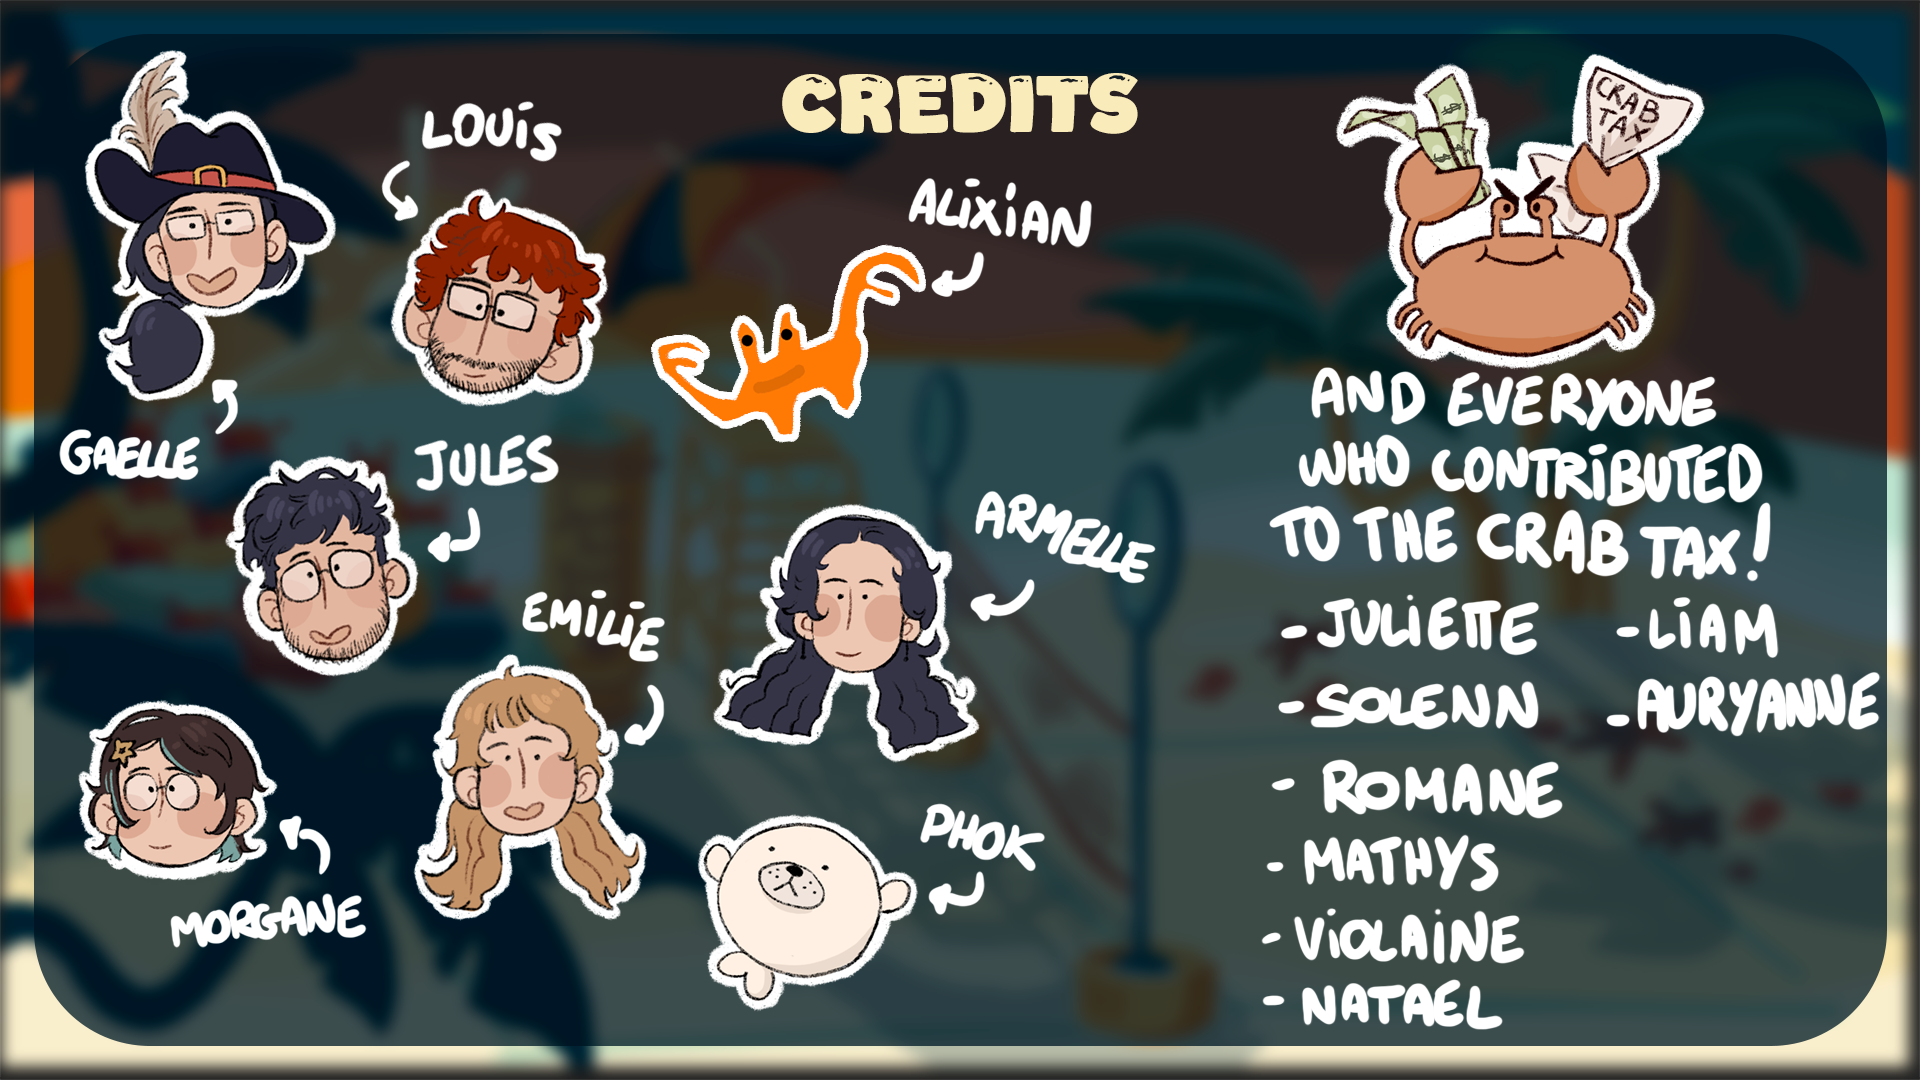 CREDITS
LOUiS
ALiXiAN
GAELLE
JULES
EMiLiE
ARMELLE
MORGANE
PHOK
CRAB
TAX
AND EVERYONE
WHO CONTRiBUTED
TO THE CRAB TAX!
- JULiETTE
- LiAM
- SOLENN
- AURYANNE
- ROMANE
- MATHYS
- ViOLAiNE
- NATAEL